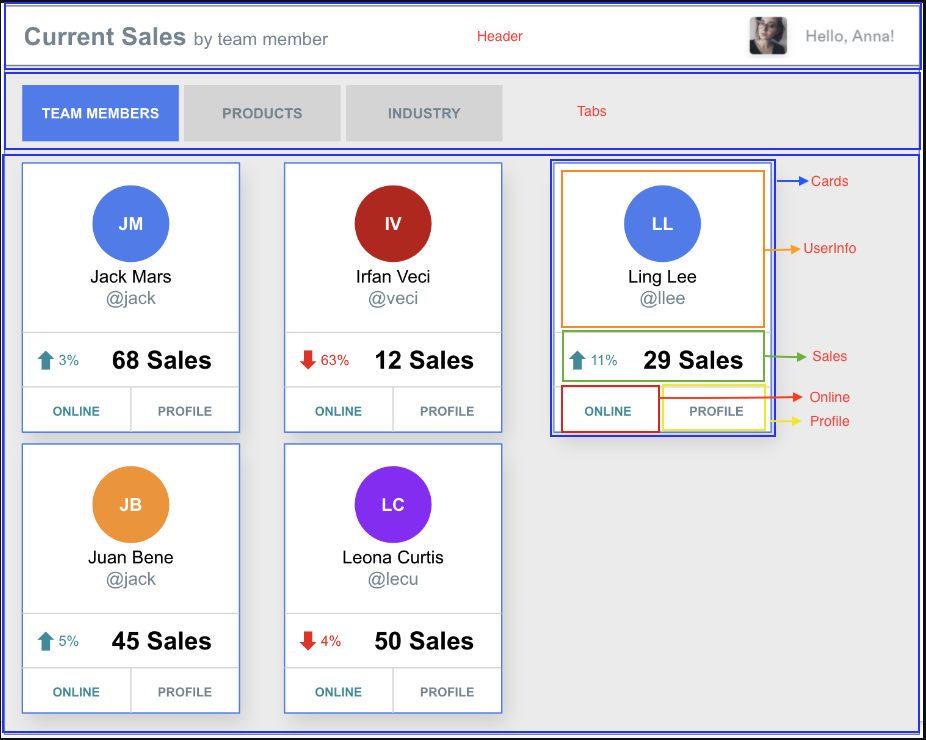 Current Sales by team member
Header
Hello, Anna!
TEAM MEMBERS
PRODUCTS
INDUSTRY
Tabs
JM
Jack Mars
@jack
3%
68 Sales
ONLINE
PROFILE
IV
Irfan Veci
@veci
63%
12 Sales
ONLINE
PROFILE
LL
Ling Lee
@llee
11%
29 Sales
ONLINE
PROFILE
Cards
UserInfo
Sales
Online
Profile
JB
Juan Bene
@jack
5%
45 Sales
ONLINE
PROFILE
LC
Leona Curtis
@lecu
4%
50 Sales
ONLINE
PROFILE